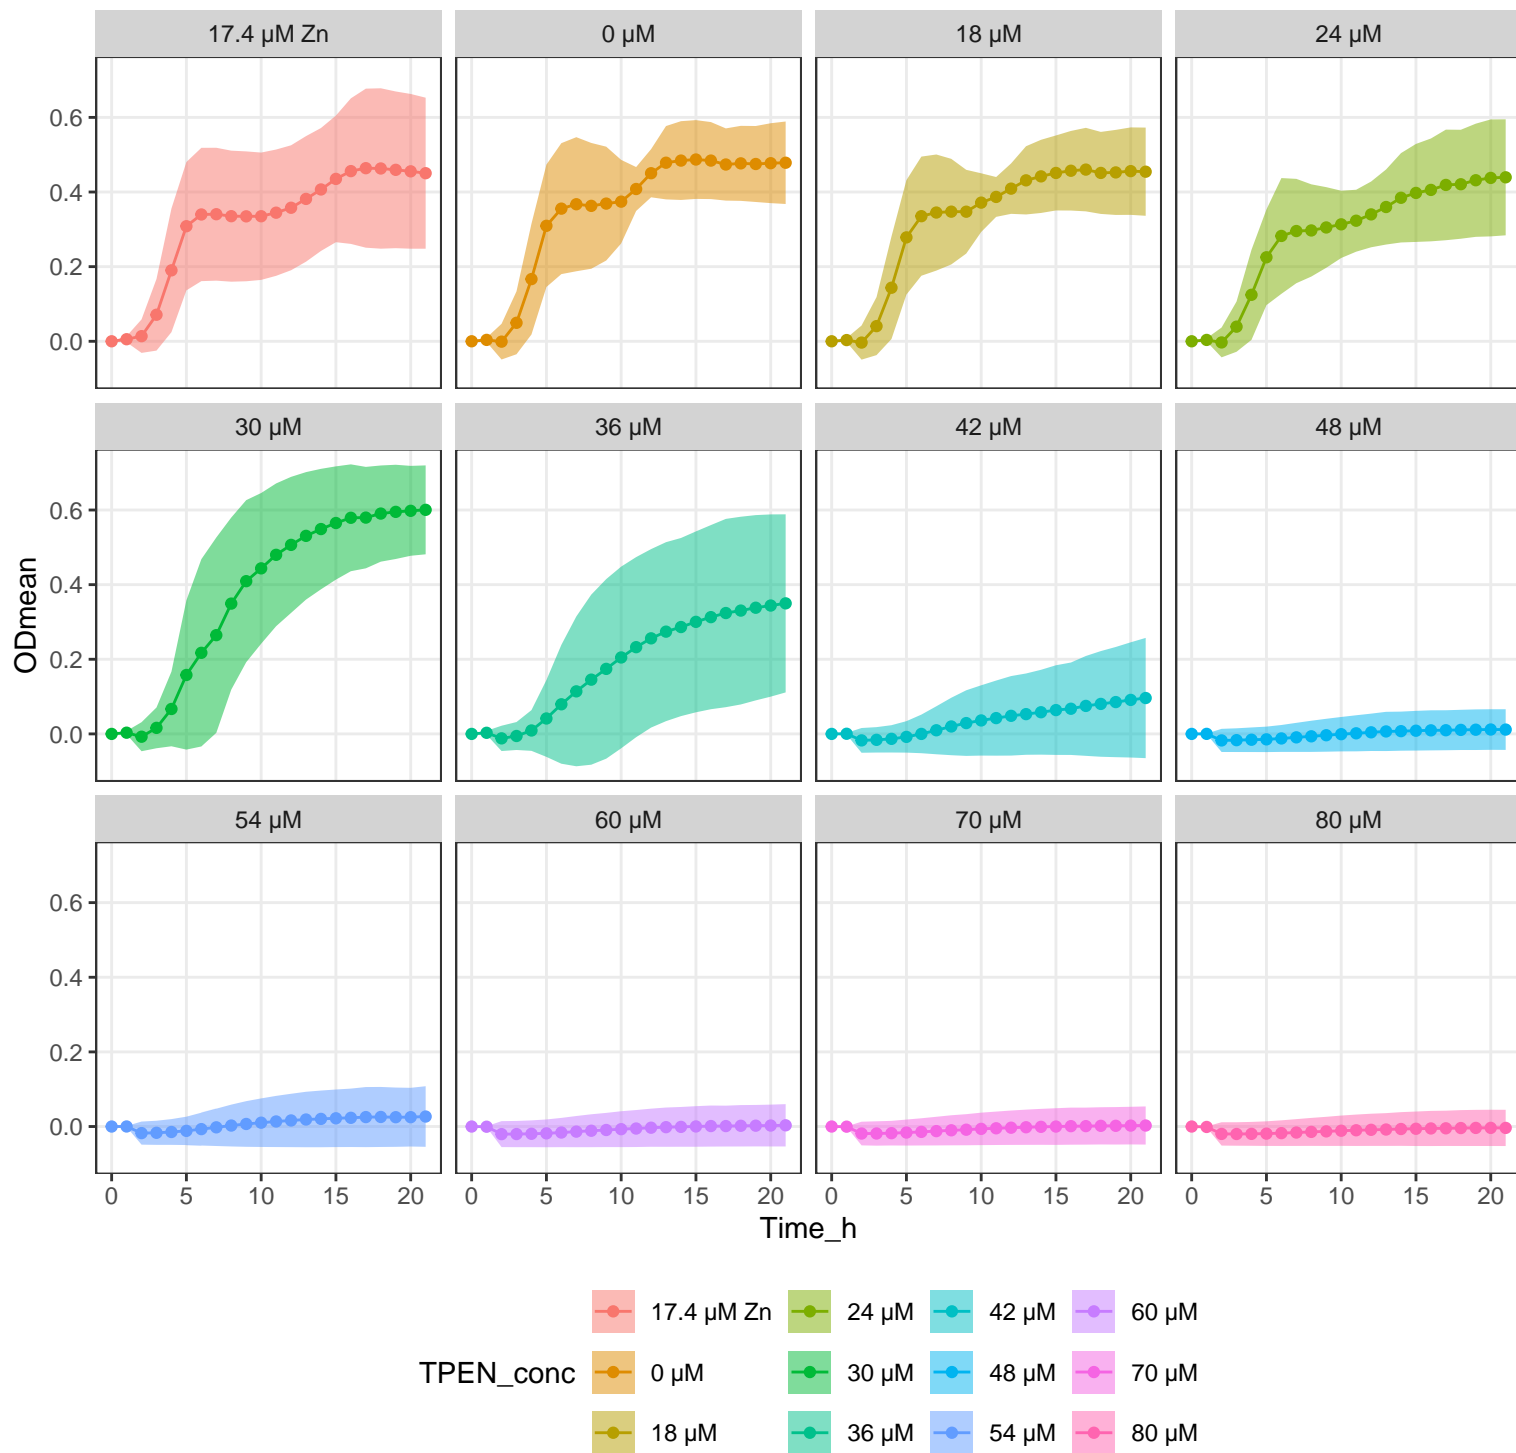 17.4 µM Zn 0 µM 18 µM 24 µM
0.6
0.4
0.2
0.0
30 µM 36 µM 42 µM 48 µM
0.6
0.4
0.2
0.0
ODmean
54 µM 60 µM 70 µM 80 µM
0.6
0.4
0.2
0.0
0 5 10 15 20 0 5 10 15 20 0 5 10 15 20 0 5 10 15 20
Time_h
17.4 µM Zn 24 µM 42 µM 60 µM
TPEN_conc 0 µM 30 µM 48 µM 70 µM
18 µM 36 µM 54 µM 80 µM